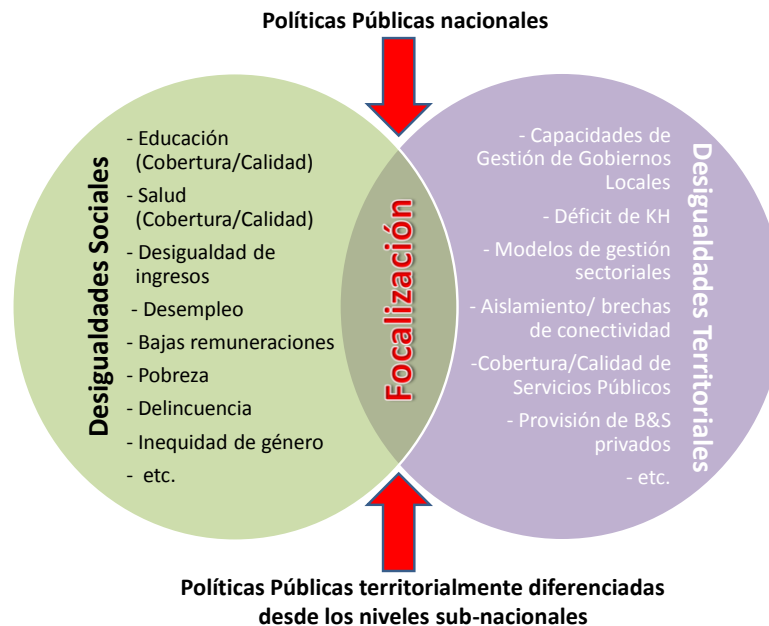 Políticas Públicas nacionales
Desigualdades Sociales
- Educación
(Cobertura/Calidad)
- Salud
(Cobertura/Calidad)
- Desigualdad de
ingresos
- Desempleo
- Bajas remuneraciones
- Pobreza
- Delincuencia
- Inequidad de género
- etc.
Focalización
- Capacidades de
Gestión de Gobiernos
Locales
- Déficit de KH
- Modelos de gestión
sectoriales
- Aislamiento/ brechas
de conectividad
-Cobertura/Calidad de
Servicios Públicos
- Provisión de B&S
privados
- etc.
Desigualdades Territoriales
Políticas Públicas territorialmente diferenciadas
desde los niveles sub-nacionales